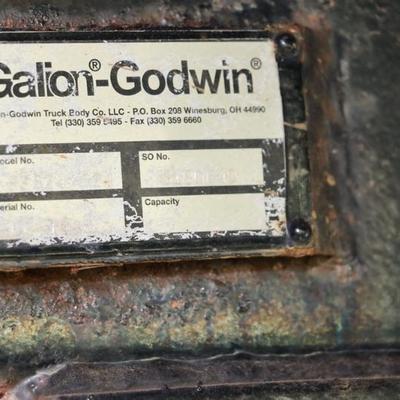 Galion®-Godwin®
on-Godwin Truck Body Co. LLC - P.O. Box 208 Winesburg, OH 44690
Tel (330) 359 5495 - Fax (330) 359 6660
odel No.
SO No.
erial No.
Capacity